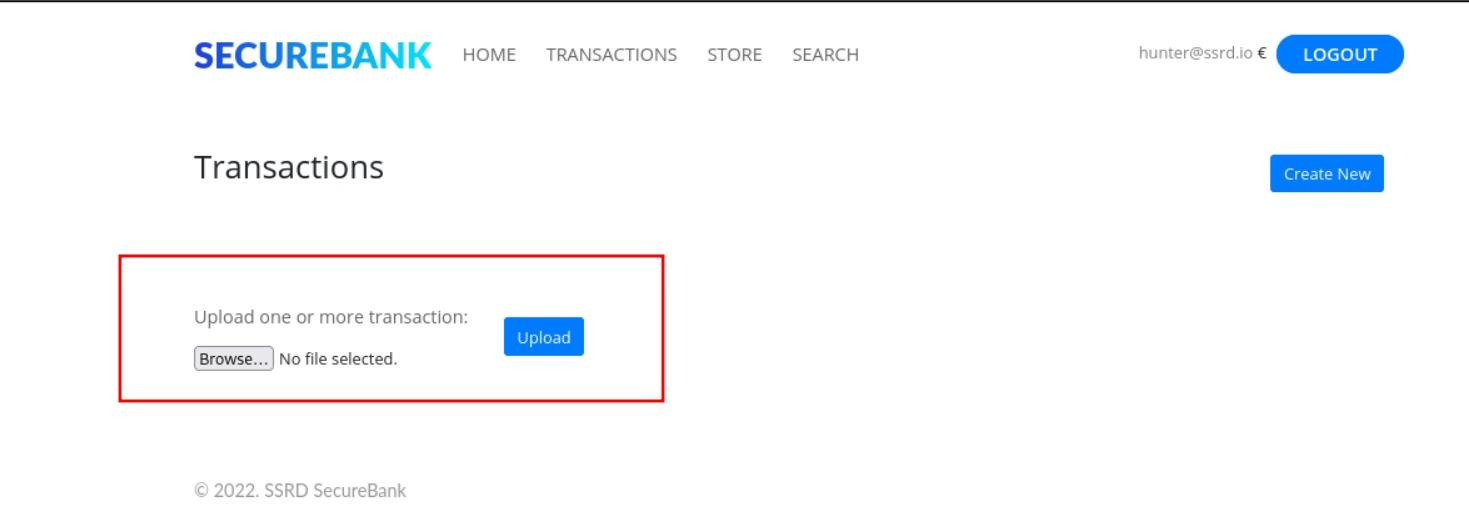 SECUREBANK HOME TRANSACTIONS STORE SEARCH hunter@ssrd.io € LOGOUT
Transactions Create New
Upload one or more transaction:
Upload
Browse... No file selected.
© 2022. SSRD SecureBank